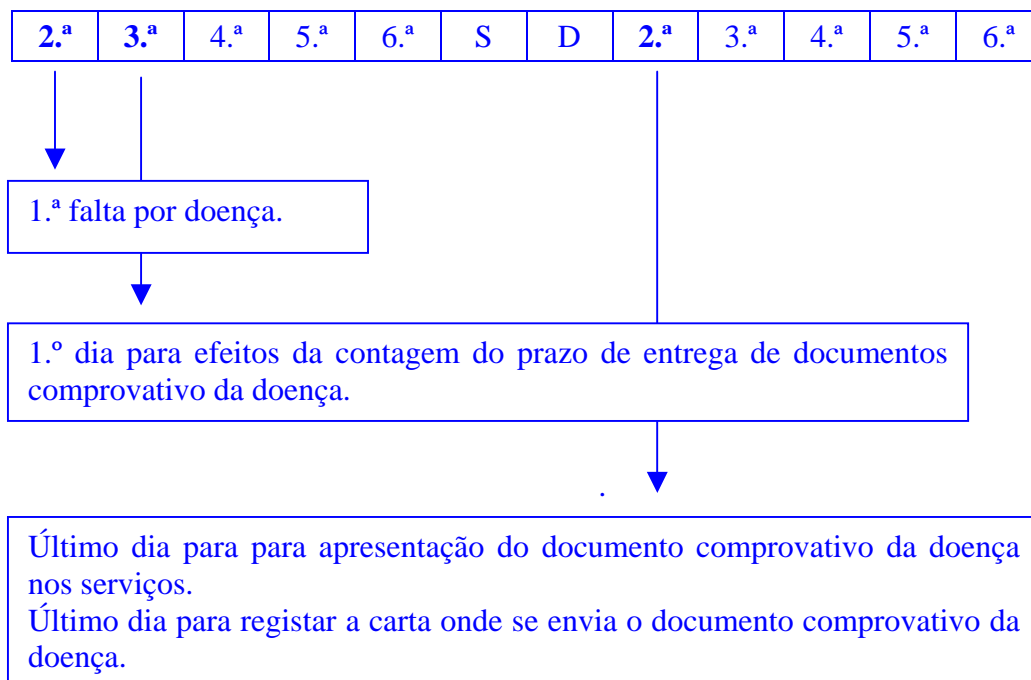 2.ª 3.ª 4.ª 5.ª 6.ª S D 2.ª 3.ª 4.ª 5.ª 6.ª
1.ª falta por doença.
1.º dia para efeitos da contagem do prazo de entrega de documentos
comprovativo da doença.
.
Último dia para para apresentação do documento comprovativo da doença
nos serviços.
Último dia para registar a carta onde se envia o documento comprovativo da
doença.